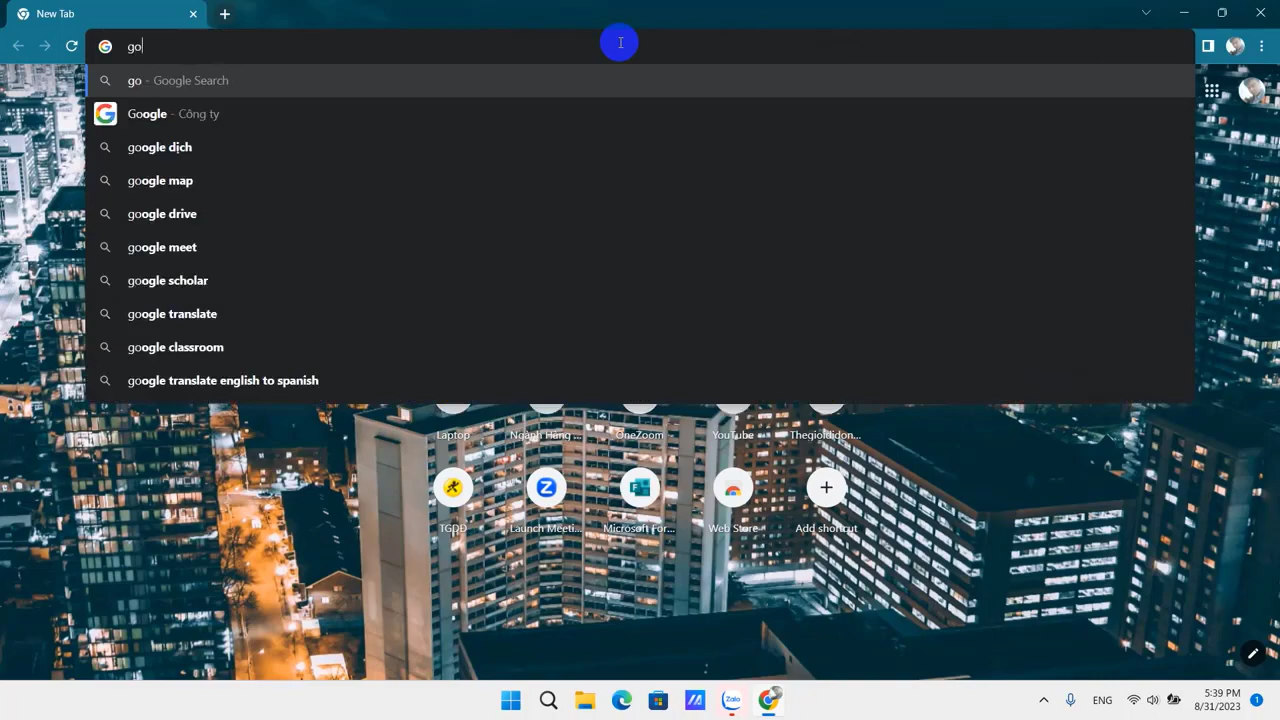 New Tab
go
go - Google Search
Google - Công ty
google dịch
google map
google drive
google meet
google scholar
google translate
google classroom
google translate english to spanish
Laptop
Ngành Hàng ...
OneZoom
YouTube
Thegioididon...
TGDD
Launch Meeti...
Microsoft For...
Web Store
Add shortcut
Zalo
ENG
5:39 PM
8/31/2023
1